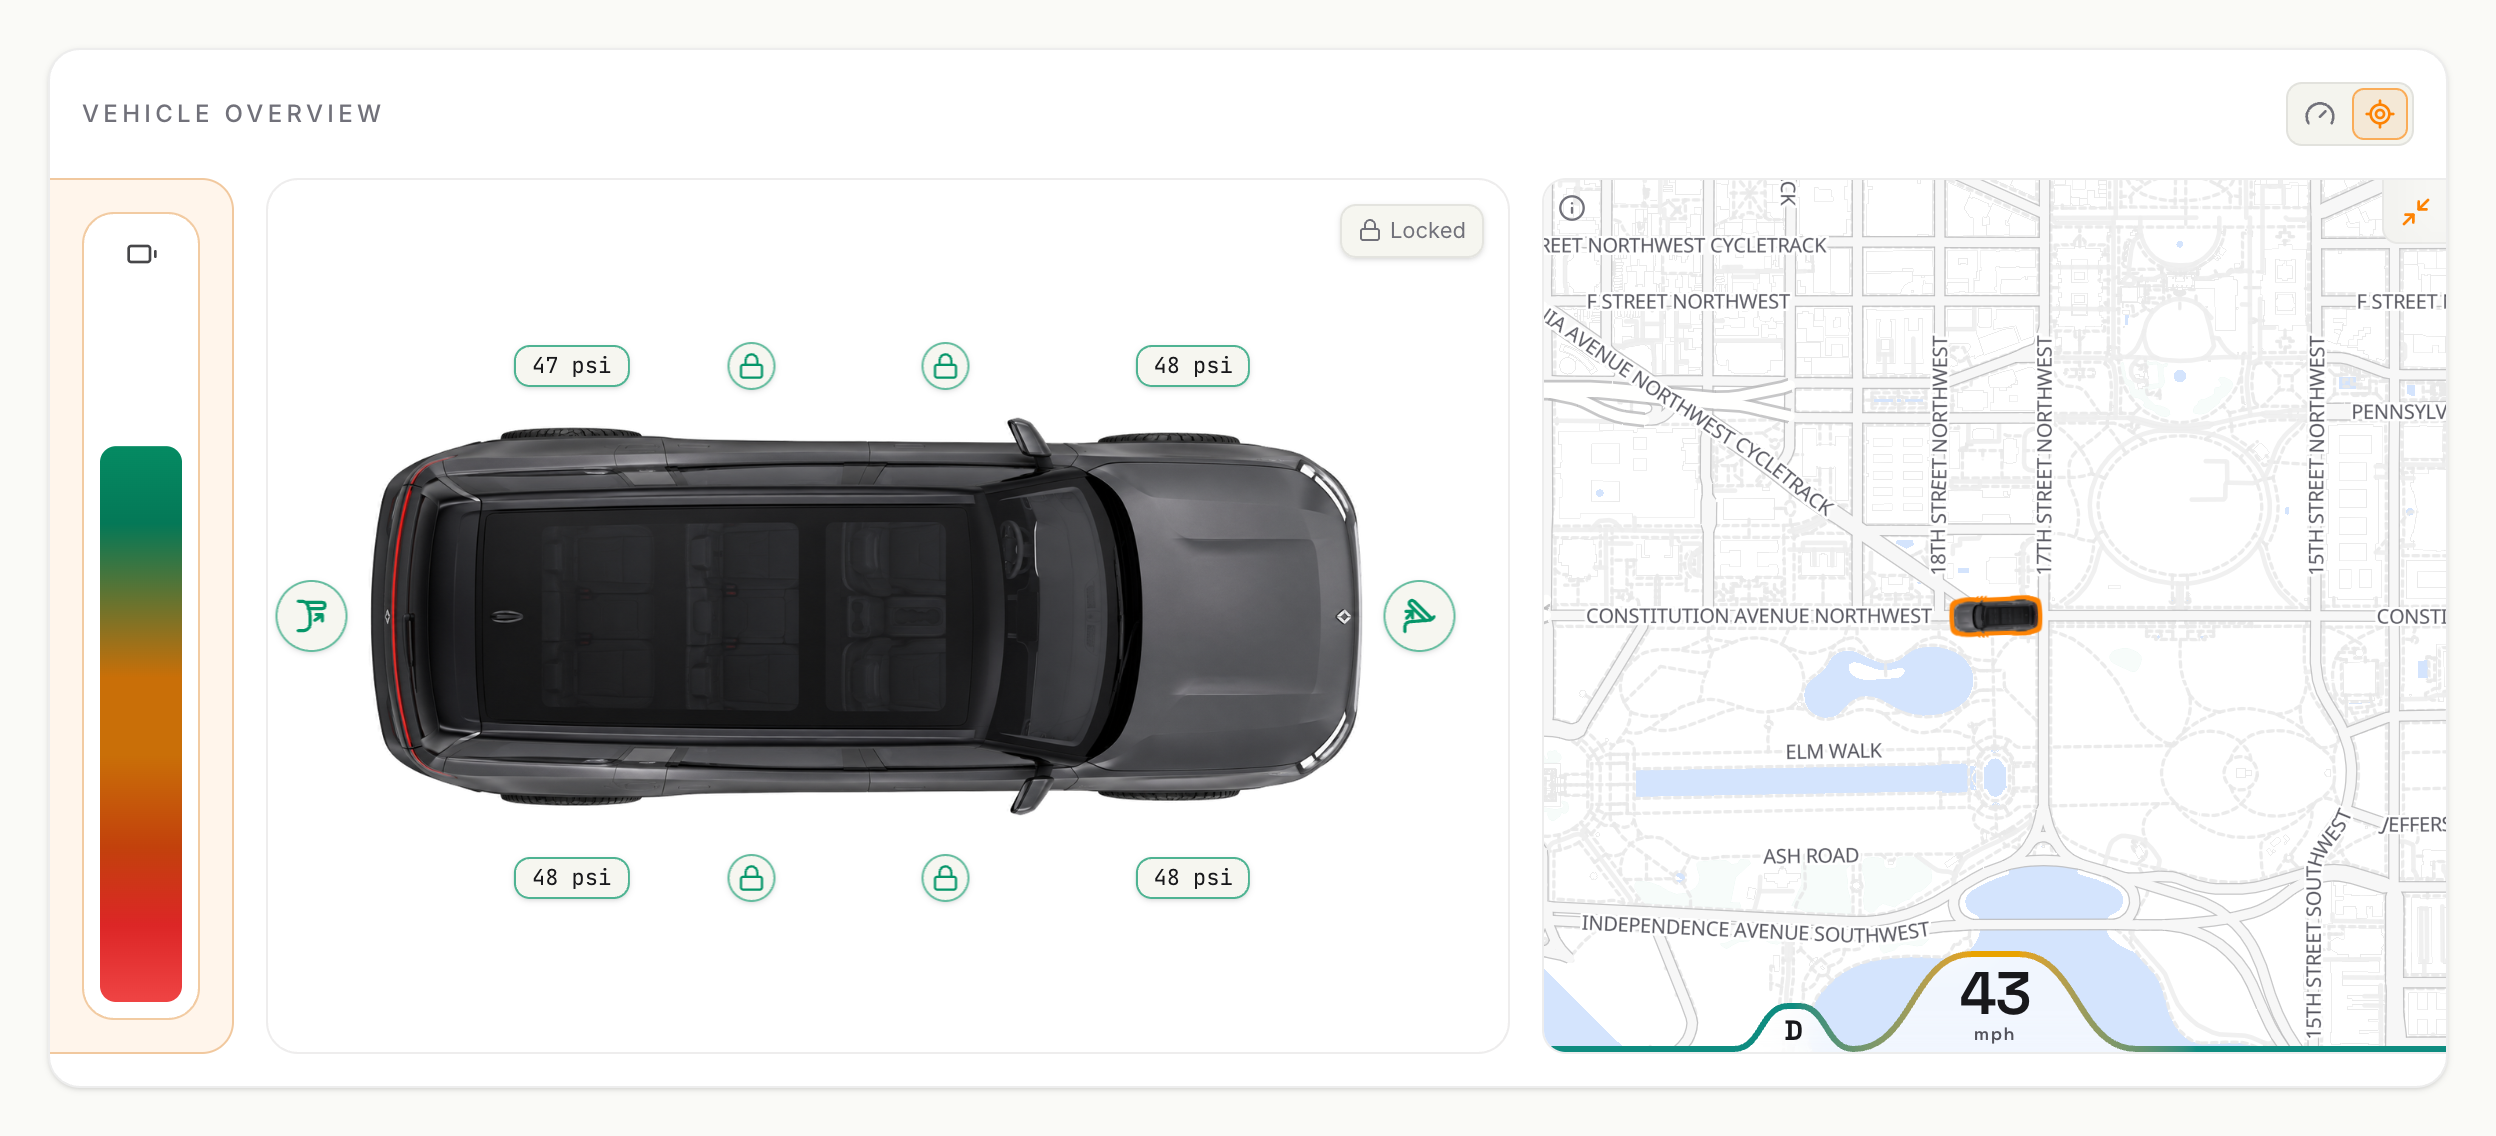 VEHICLE OVERVIEW
Locked
47 psi
48 psi
48 psi
48 psi
CK
REET NORTHWEST CYCLETRACK
F STREET NORTHWEST
F STREET
NIA AVENUE NORTHWEST CYCLETRACK
18TH STREET NORTHWEST
17TH STREET NORTHWEST
15TH STREET NORTHWEST
PENNSYLV
CONSTITUTION AVENUE NORTHWEST
CONSTI
ELM WALK
JEFFERS
ASH ROAD
INDEPENDENCE AVENUE SOUTHWEST
15TH STREET SOUTHWEST
D
43
mph